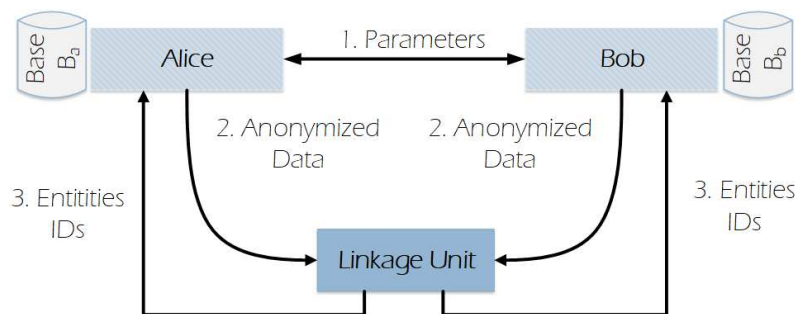 Base
Ba
Alice
1. Parameters
Bob
Base
Bb
2. Anonymized
Data
2. Anonymized
Data
3. Entitities
IDs
3. Entities
IDs
Linkage Unit